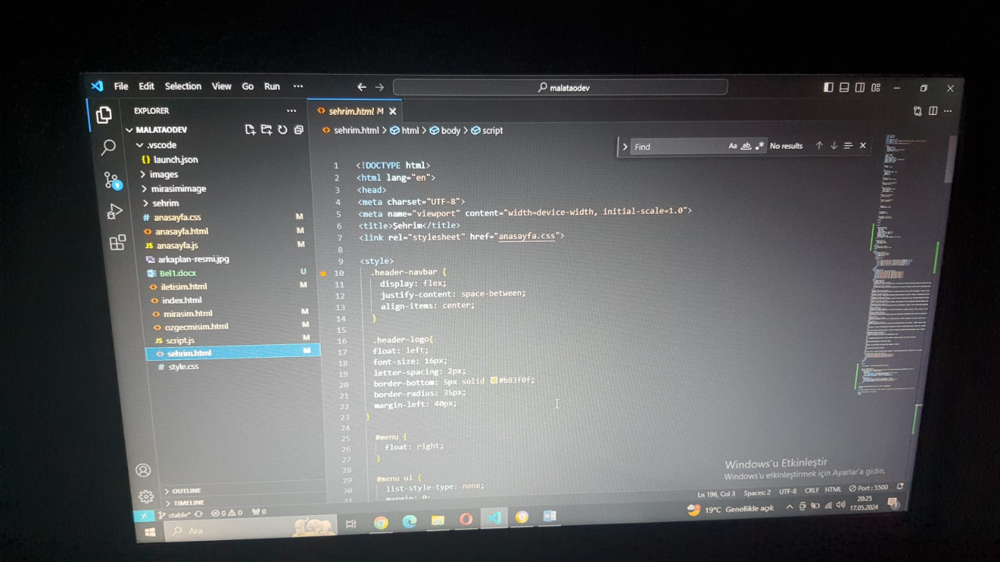 File Edit Selection View Go Run ...
malataodev
EXPLORER
MALATAODEV
.vscode
launch.json
images
mirasimimage
sehrim
anasayfa.css M
anasayfa.html M
JS anasayfa.js M
arkaplan-resmi.jpg
Bel1.docx U
iletisim.html M
index.html
mirasim.html M
ozgecmisim.html M
JS script.js M
sehrim.html M
# style.css
OUTLINE
TIMELINE
sehrim.html M
sehrim.html > html > body > script
Find Aa ab No results
9
1 <!DOCTYPE html>
2 <html lang="en">
3 <head>
4 <meta charset="UTF-8">
5 <meta name="viewport" content="width=device-width, initial-scale=1.0">
6 <title>Şehrim</title>
7 <link rel="stylesheet" href="anasayfa.css">
8
9 <style>
10 .header-navbar {
11 display: flex;
12 justify-content: space-between;
13 align-items: center;
14 }
15
16 .header-logo{
17 float: left;
18 font-size: 16px;
19 letter-spacing: 2px;
20 border-bottom: 5px solid #b83f0f;
21 border-radius: 35px;
22 margin-left: 40px;
23 }
24
25 #menu {
26 float: right;
27 }
28
29 #menu ul {
30 list-style-type: none;
31 margin: 0;
Windows'u Etkinleştir
Windows'u etkinleştirmek için Ayarlar'a gidin.
stable* 0 0 0
Ln 196, Col 3 Spaces: 2 UTF-8 CRLF HTML Port : 5500
Ara
19°C Genellikle açık
20:25
17.05.2024
3